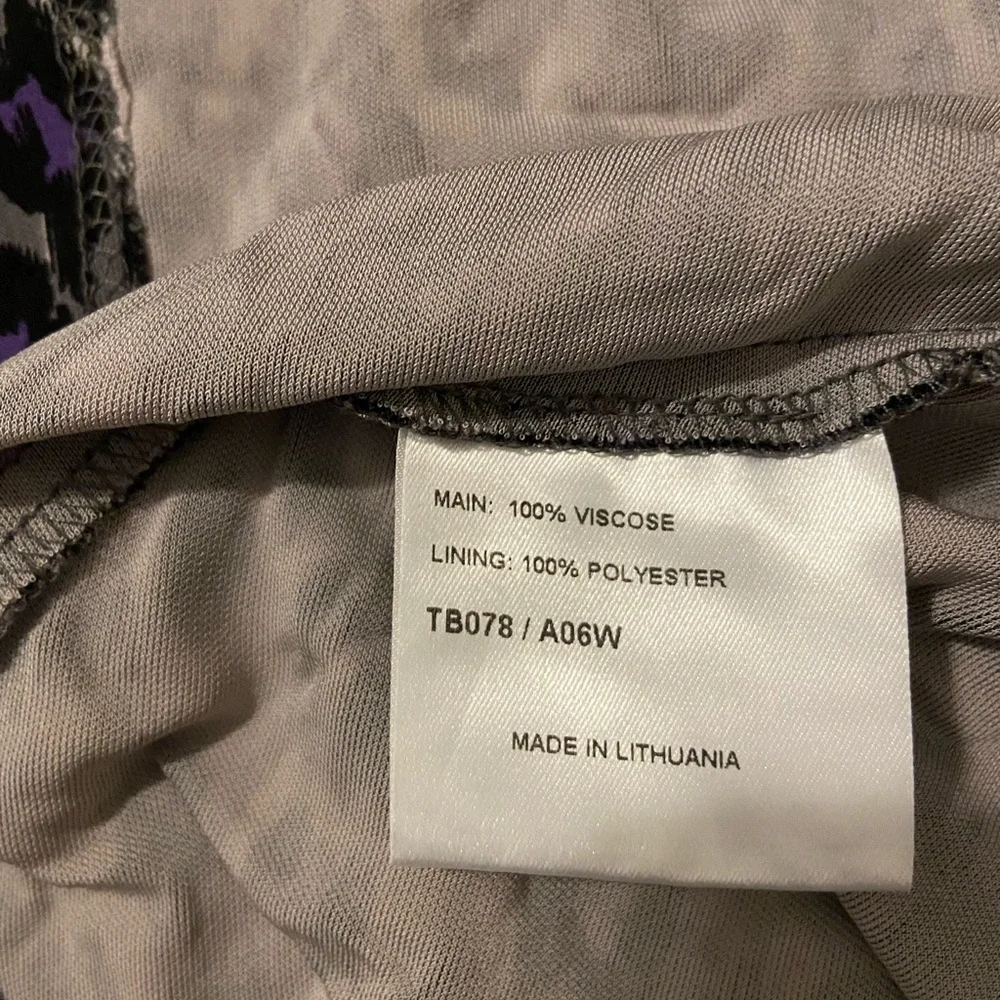 MAIN: 100% VISCOSE
LINING: 100% POLYESTER
TB078 / A06W
MADE IN LITHUANIA